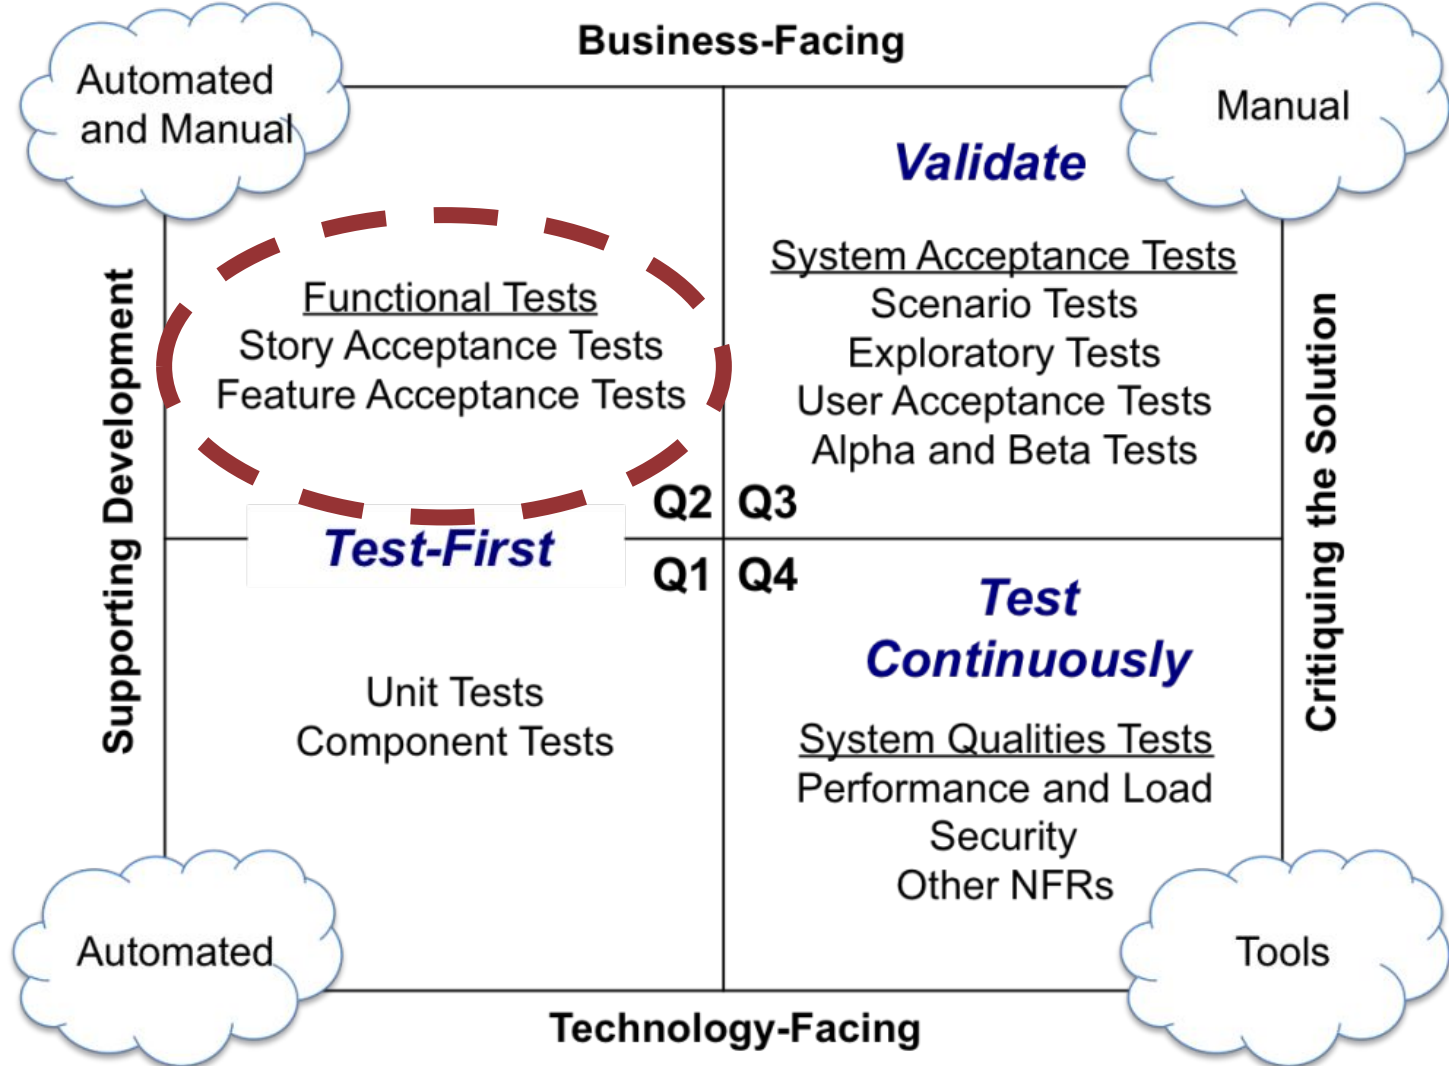 Business-Facing
Automated
and Manual
Manual
Validate
Functional Tests
Story Acceptance Tests
Feature Acceptance Tests
System Acceptance Tests
Scenario Tests
Exploratory Tests
User Acceptance Tests
Alpha and Beta Tests
Supporting Development
Critiquing the Solution
Q2
Q3
Test-First
Q1
Q4
Test
Continuously
Unit Tests
Component Tests
System Qualities Tests
Performance and Load
Security
Other NFRs
Automated
Tools
Technology-Facing